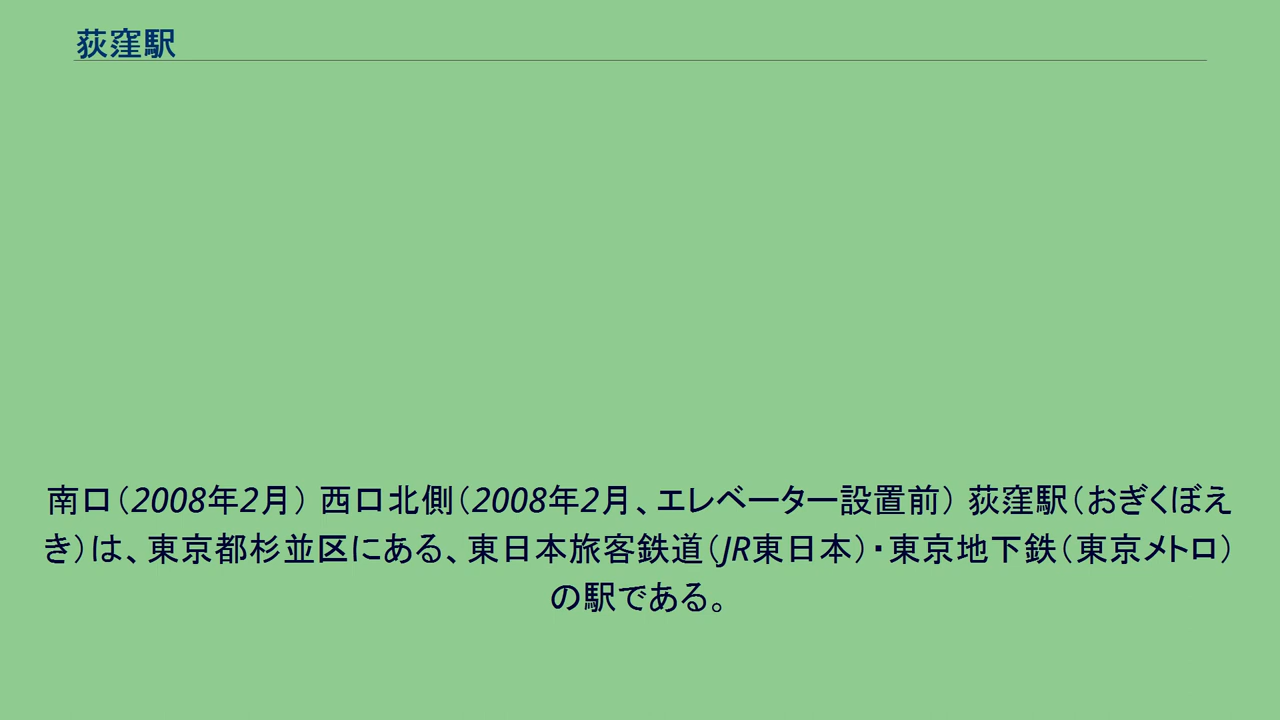 荻窪駅
南口（2008年2月） 西口北側（2008年2月、エレベーター設置前） 荻窪駅（おぎくぼえ
き）は、東京都杉並区にある、東日本旅客鉄道（JR東日本）・東京地下鉄（東京メトロ）
の駅である。